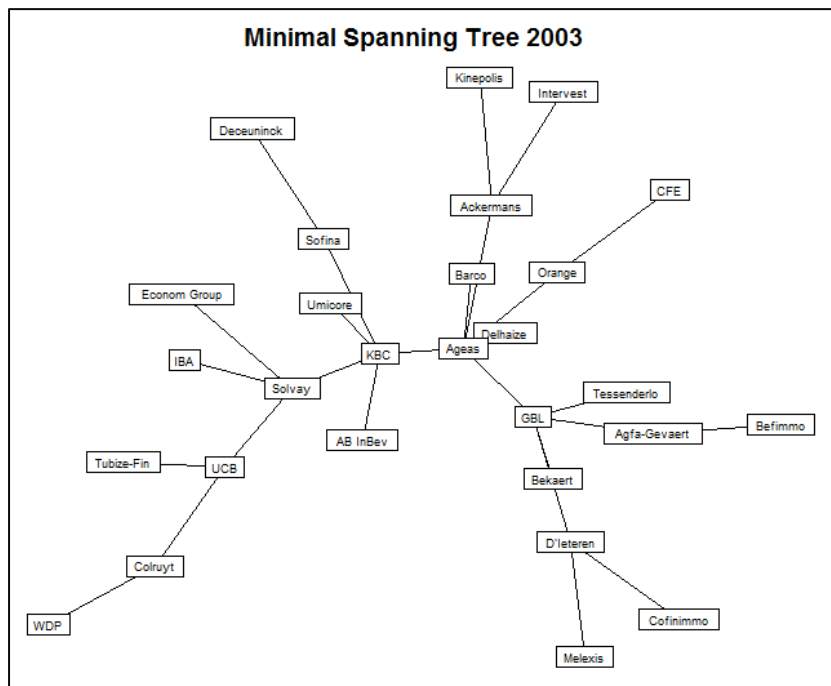 Minimal Spanning Tree 2003
Kinepolis
Intervest
Deceuninck
CFE
Ackermans
Sofina
Barco
Orange
Econom Group
Umicore
Delhaize
Ageas
KBC
IBA
Solvay
Tessenderlo
GBL
Befimmo
Agfa-Gevaert
AB InBev
Tubize-Fin
UCB
Bekaert
D'Ieteren
Colruyt
Cofinimmo
WDP
Melexis